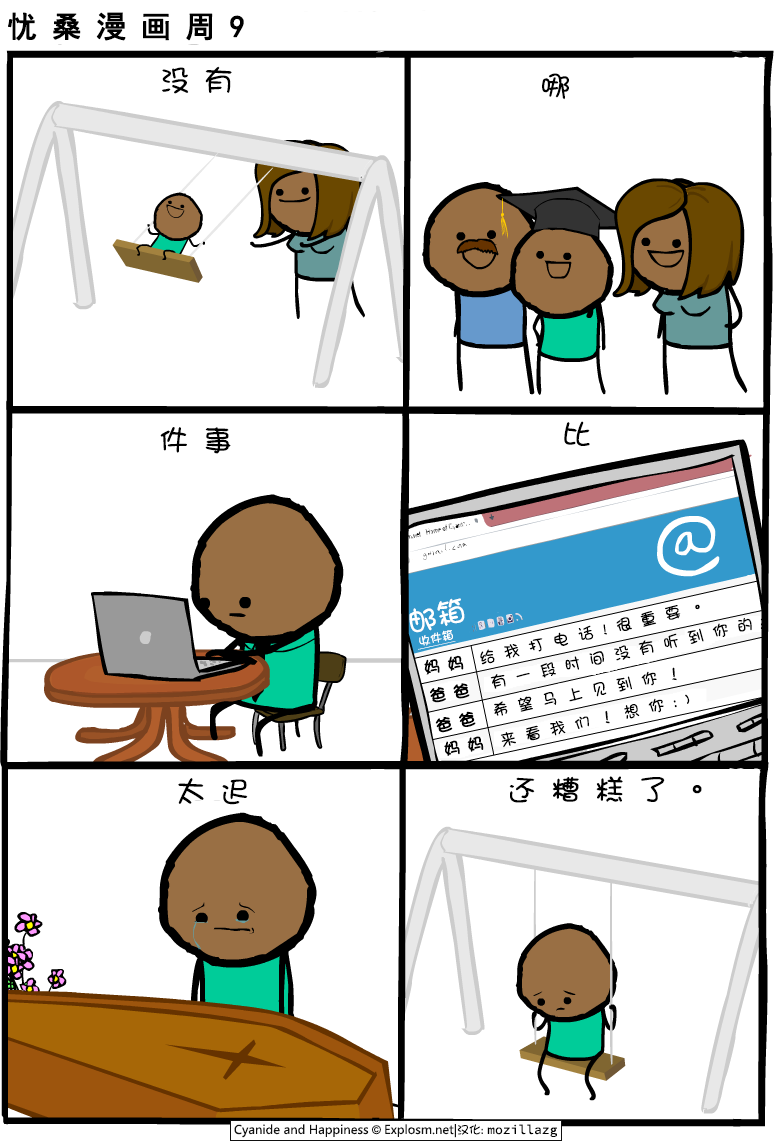 忧桑漫画周9
没有
哪
件事
比
@
邮箱
收件箱
妈妈 给我打电话！很重要。
爸爸 有一段时间没有听到你的
爸爸 希望马上见到你！
妈妈 来看我们！想你:)
太迟
还糟糕了。
Cyanide and Happiness © Explosm.net|汉化: mozillazg